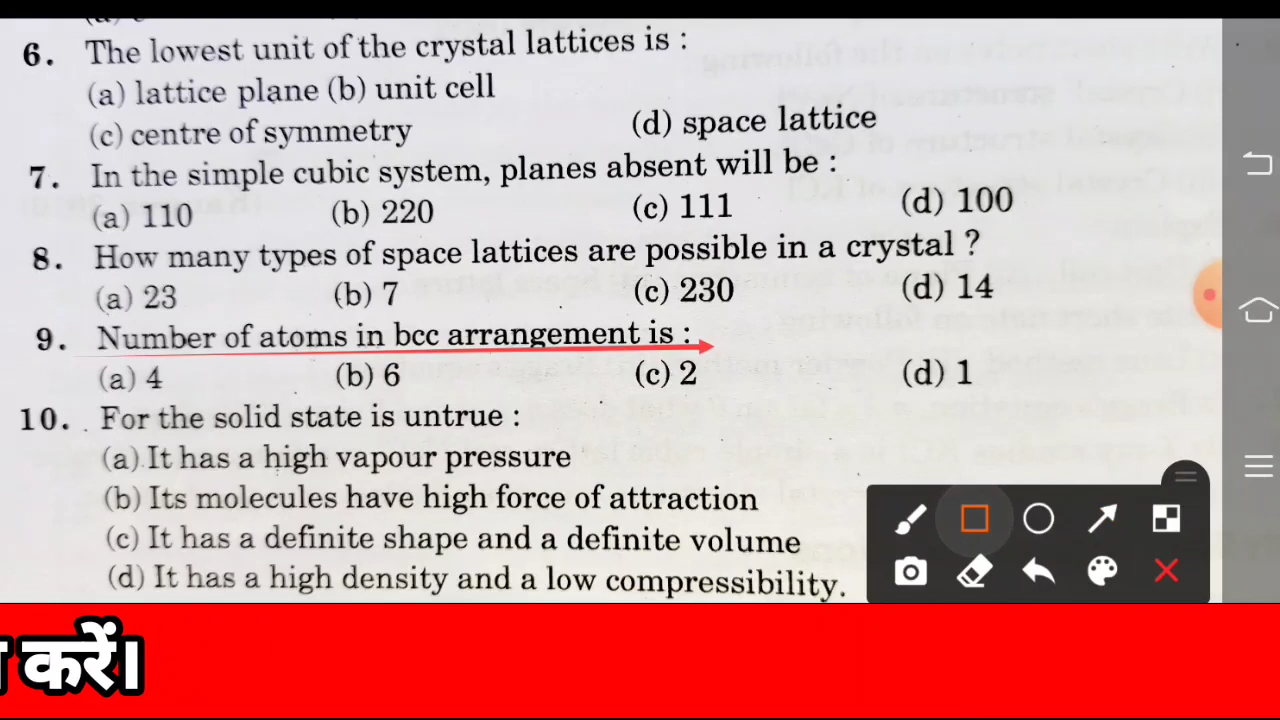 6. The lowest unit of the crystal lattices is :
(a) lattice plane (b) unit cell
(c) centre of symmetry (d) space lattice
7. In the simple cubic system, planes absent will be :
(a) 110 (b) 220 (c) 111 (d) 100
8. How many types of space lattices are possible in a crystal ?
(a) 23 (b) 7 (c) 230 (d) 14
9. Number of atoms in bcc arrangement is :
(a) 4 (b) 6 (c) 2 (d) 1
10. For the solid state is untrue :
(a) It has a high vapour pressure
(b) Its molecules have high force of attraction
(c) It has a definite shape and a definite volume
(d) It has a high density and a low compressibility.
करें।